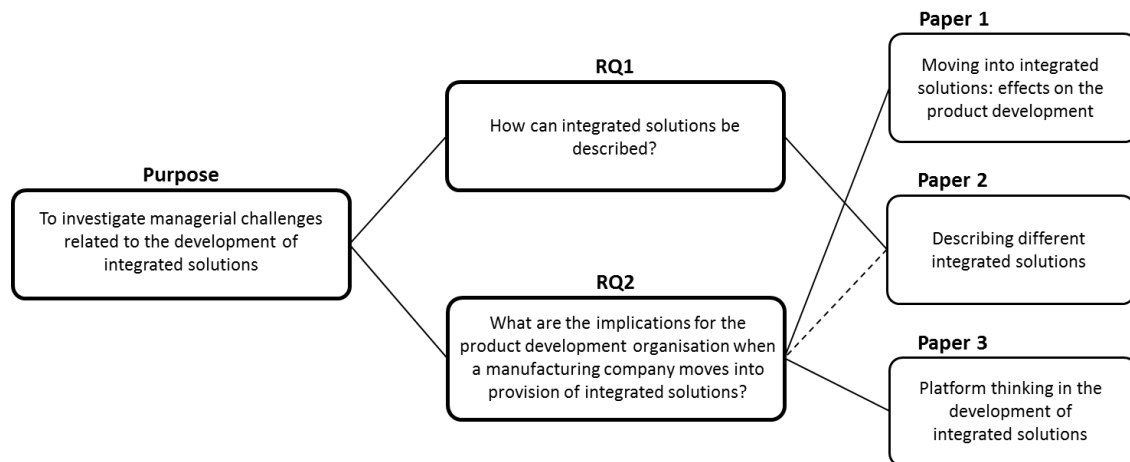 Purpose
To investigate managerial challenges
related to the development of
integrated solutions
RQ1
How can integrated solutions be
described?
RQ2
What are the implications for the
product development organisation when
a manufacturing company moves into
provision of integrated solutions?
Paper 1
Moving into integrated
solutions: effects on the
product development
Paper 2
Describing different
integrated solutions
Paper 3
Platform thinking in the
development of
integrated solutions